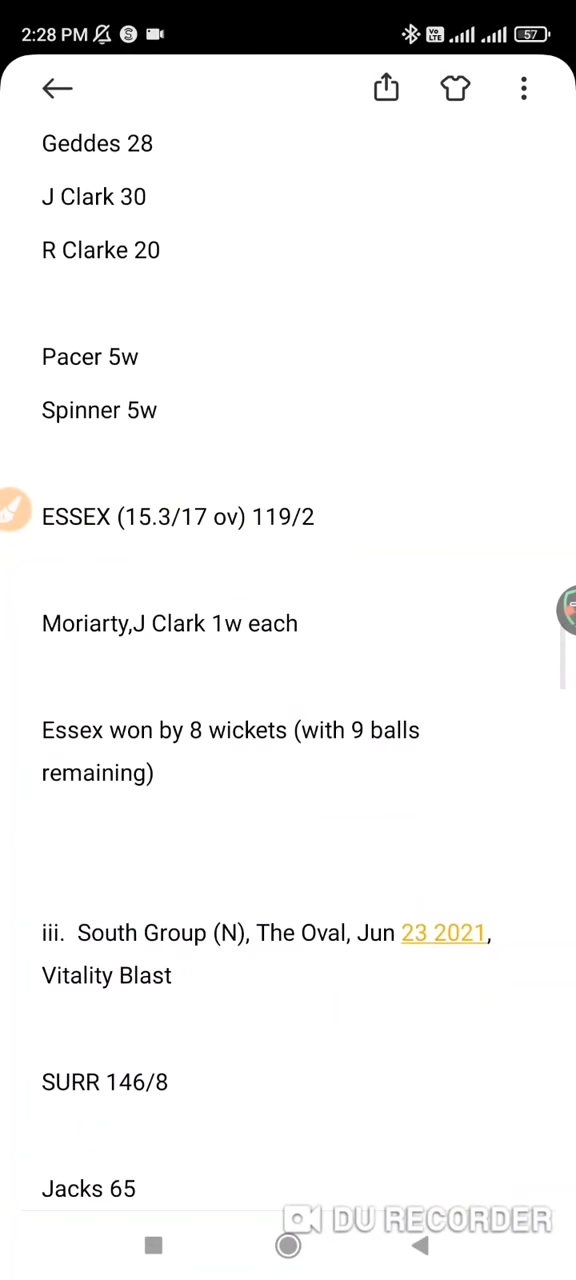 2:28 PM
57
Geddes 28
J Clark 30
R Clarke 20
Pacer 5w
Spinner 5w
ESSEX (15.3/17 ov) 119/2
Moriarty,J Clark 1w each
Essex won by 8 wickets (with 9 balls
remaining)
iii. South Group (N), The Oval, Jun 23 2021,
Vitality Blast
SURR 146/8
Jacks 65
DU RECORDER